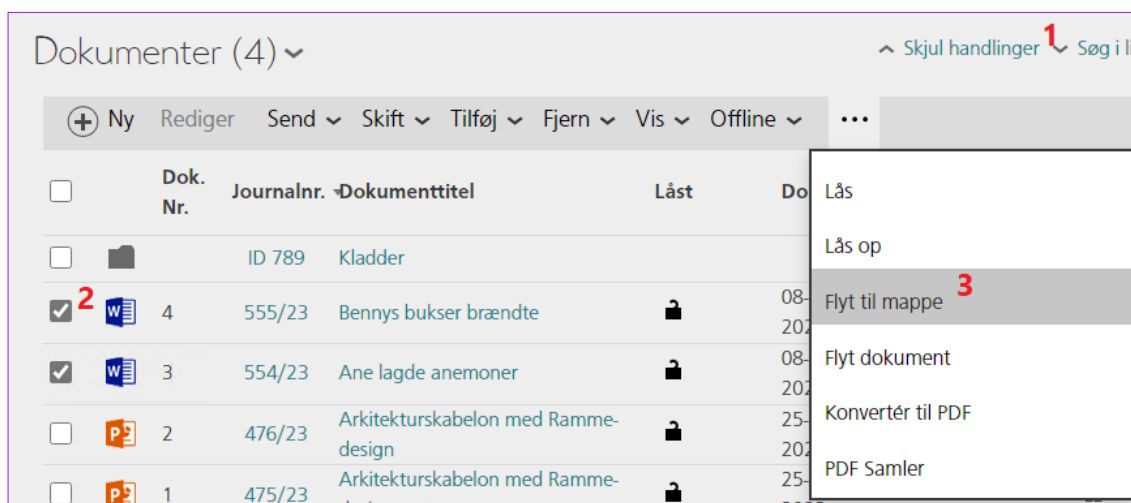 Dokumenter (4)
Skjul handlinger 1 Søg i li
Ny Rediger Send Skift Tilføj Fjern Vis Offline ...
Dok. Nr. Journalnr. Dokumenttitel Låst Do
ID 789 Kladder
2 4 555/23 Bennys bukser brændte 08-
202
3 554/23 Ane lagde anemoner 08-
202
2 476/23 Arkitekturskabelon med Ramme- 25-
design 202
1 475/23 Arkitekturskabelon med Ramme- 25-
Lås
Lås op
Flyt til mappe 3
Flyt dokument
Konvertér til PDF
PDF Samler